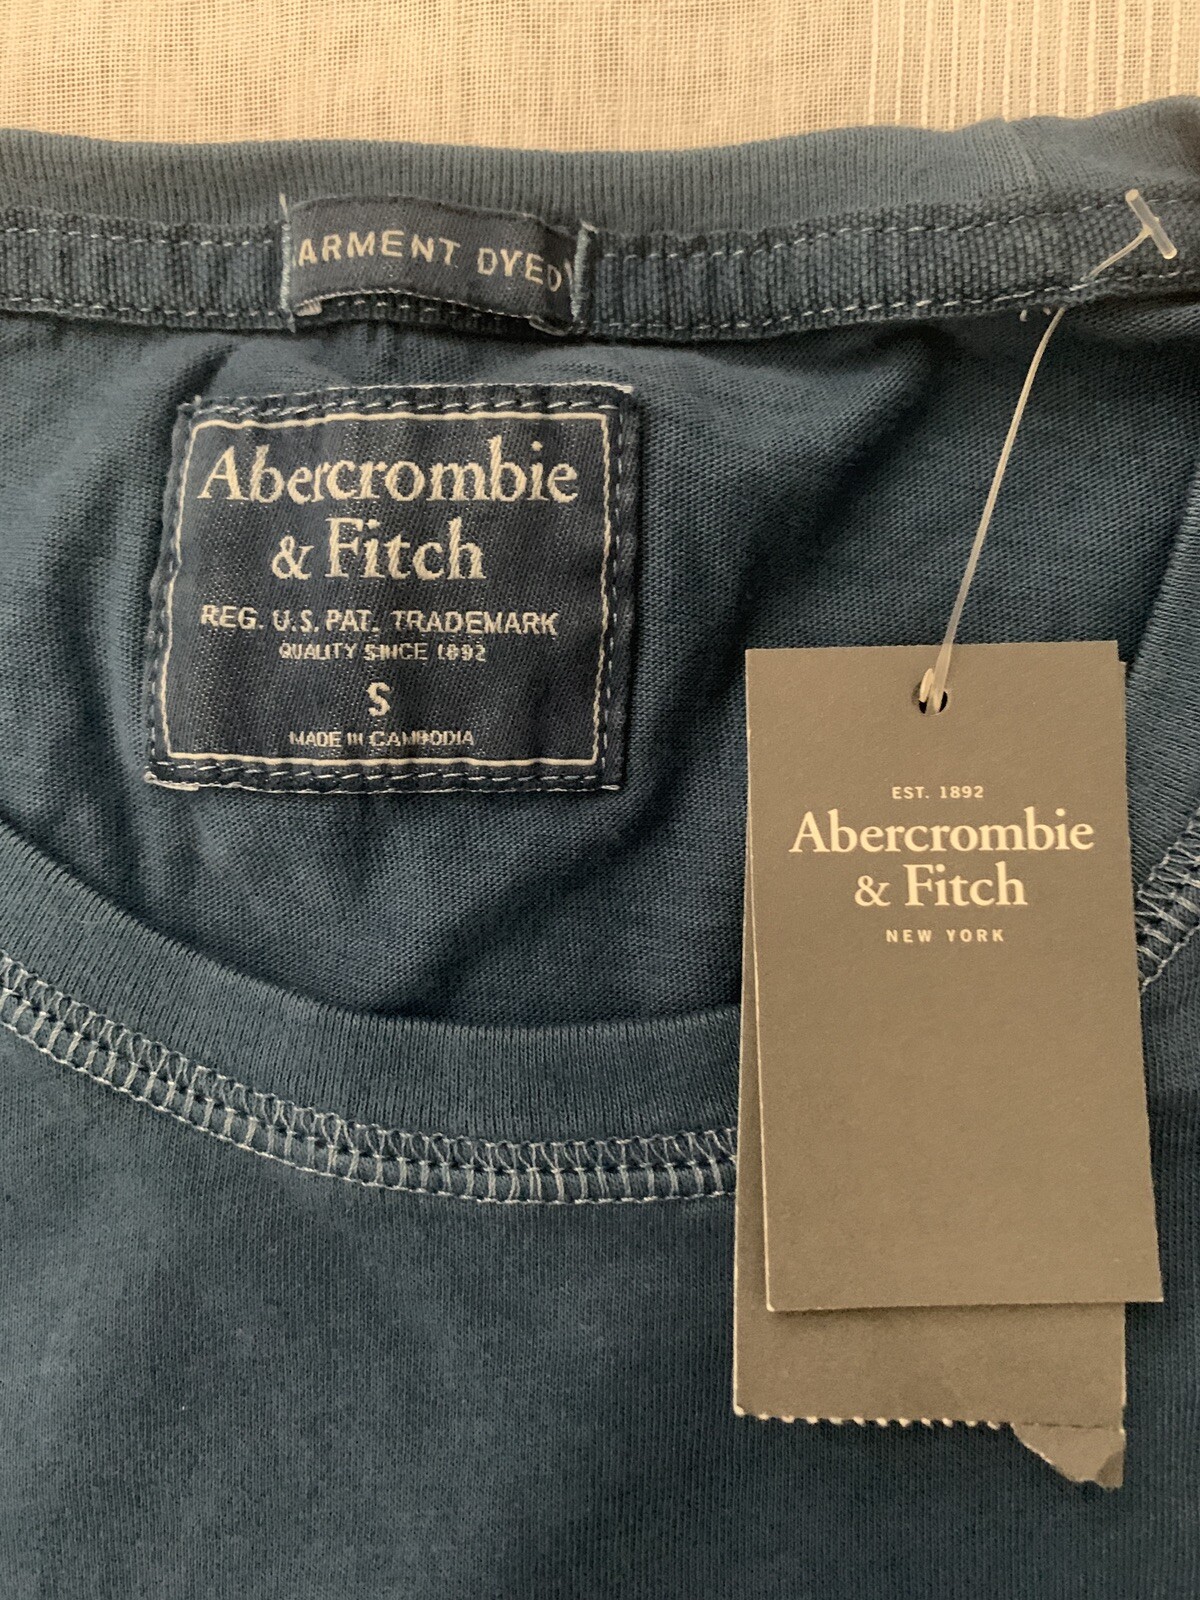 ARMENT DYED
Abercrombie
& Fitch
REG. U.S. PAT. TRADEMARK
QUALITY SINCE 1892
S
MADE IN CAMBODIA
EST. 1892
Abercrombie
& Fitch
NEW YORK